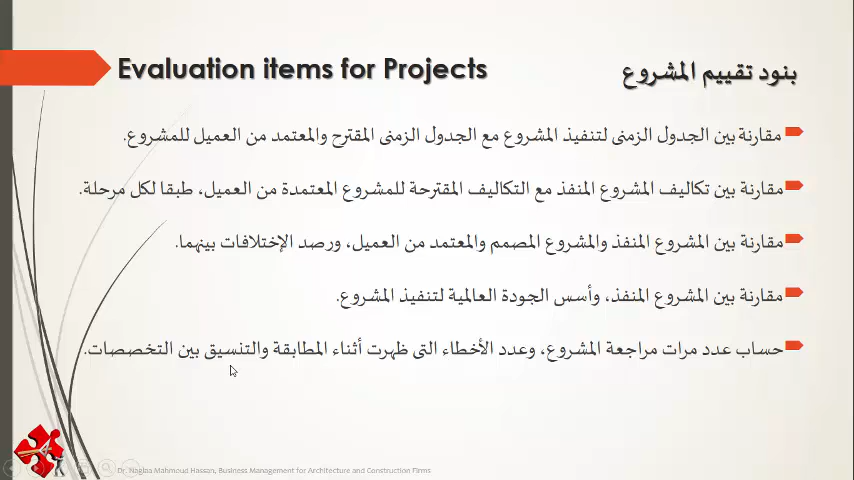 Evaluation items for Projects
بنود تقييم المشروع
مقارنة بين الجدول الزمنى لتنفيذ المشروع مع الجدول الزمنى المقترح والمعتمد من العميل للمشروع.
مقارنة بين تكاليف المشروع المنفذ مع التكاليف المقترحة للمشروع المعتمدة من العميل، طبقا لكل مرحلة.
مقارنة بين المشروع المنفذ والمشروع المصمم والمعتمد من العميل، ورصد الإختلافات بينهما.
مقارنة بين المشروع المنفذ، وأسس الجودة العالمية لتنفيذ المشروع.
حساب عدد مرات مراجعة المشروع، وعدد الأخطاء التى ظهرت أثناء المطابقة والتنسيق بين التخصصات.
Dr. Naglaa Mahmoud Hassan, Business Management for Architecture and Construction Firms